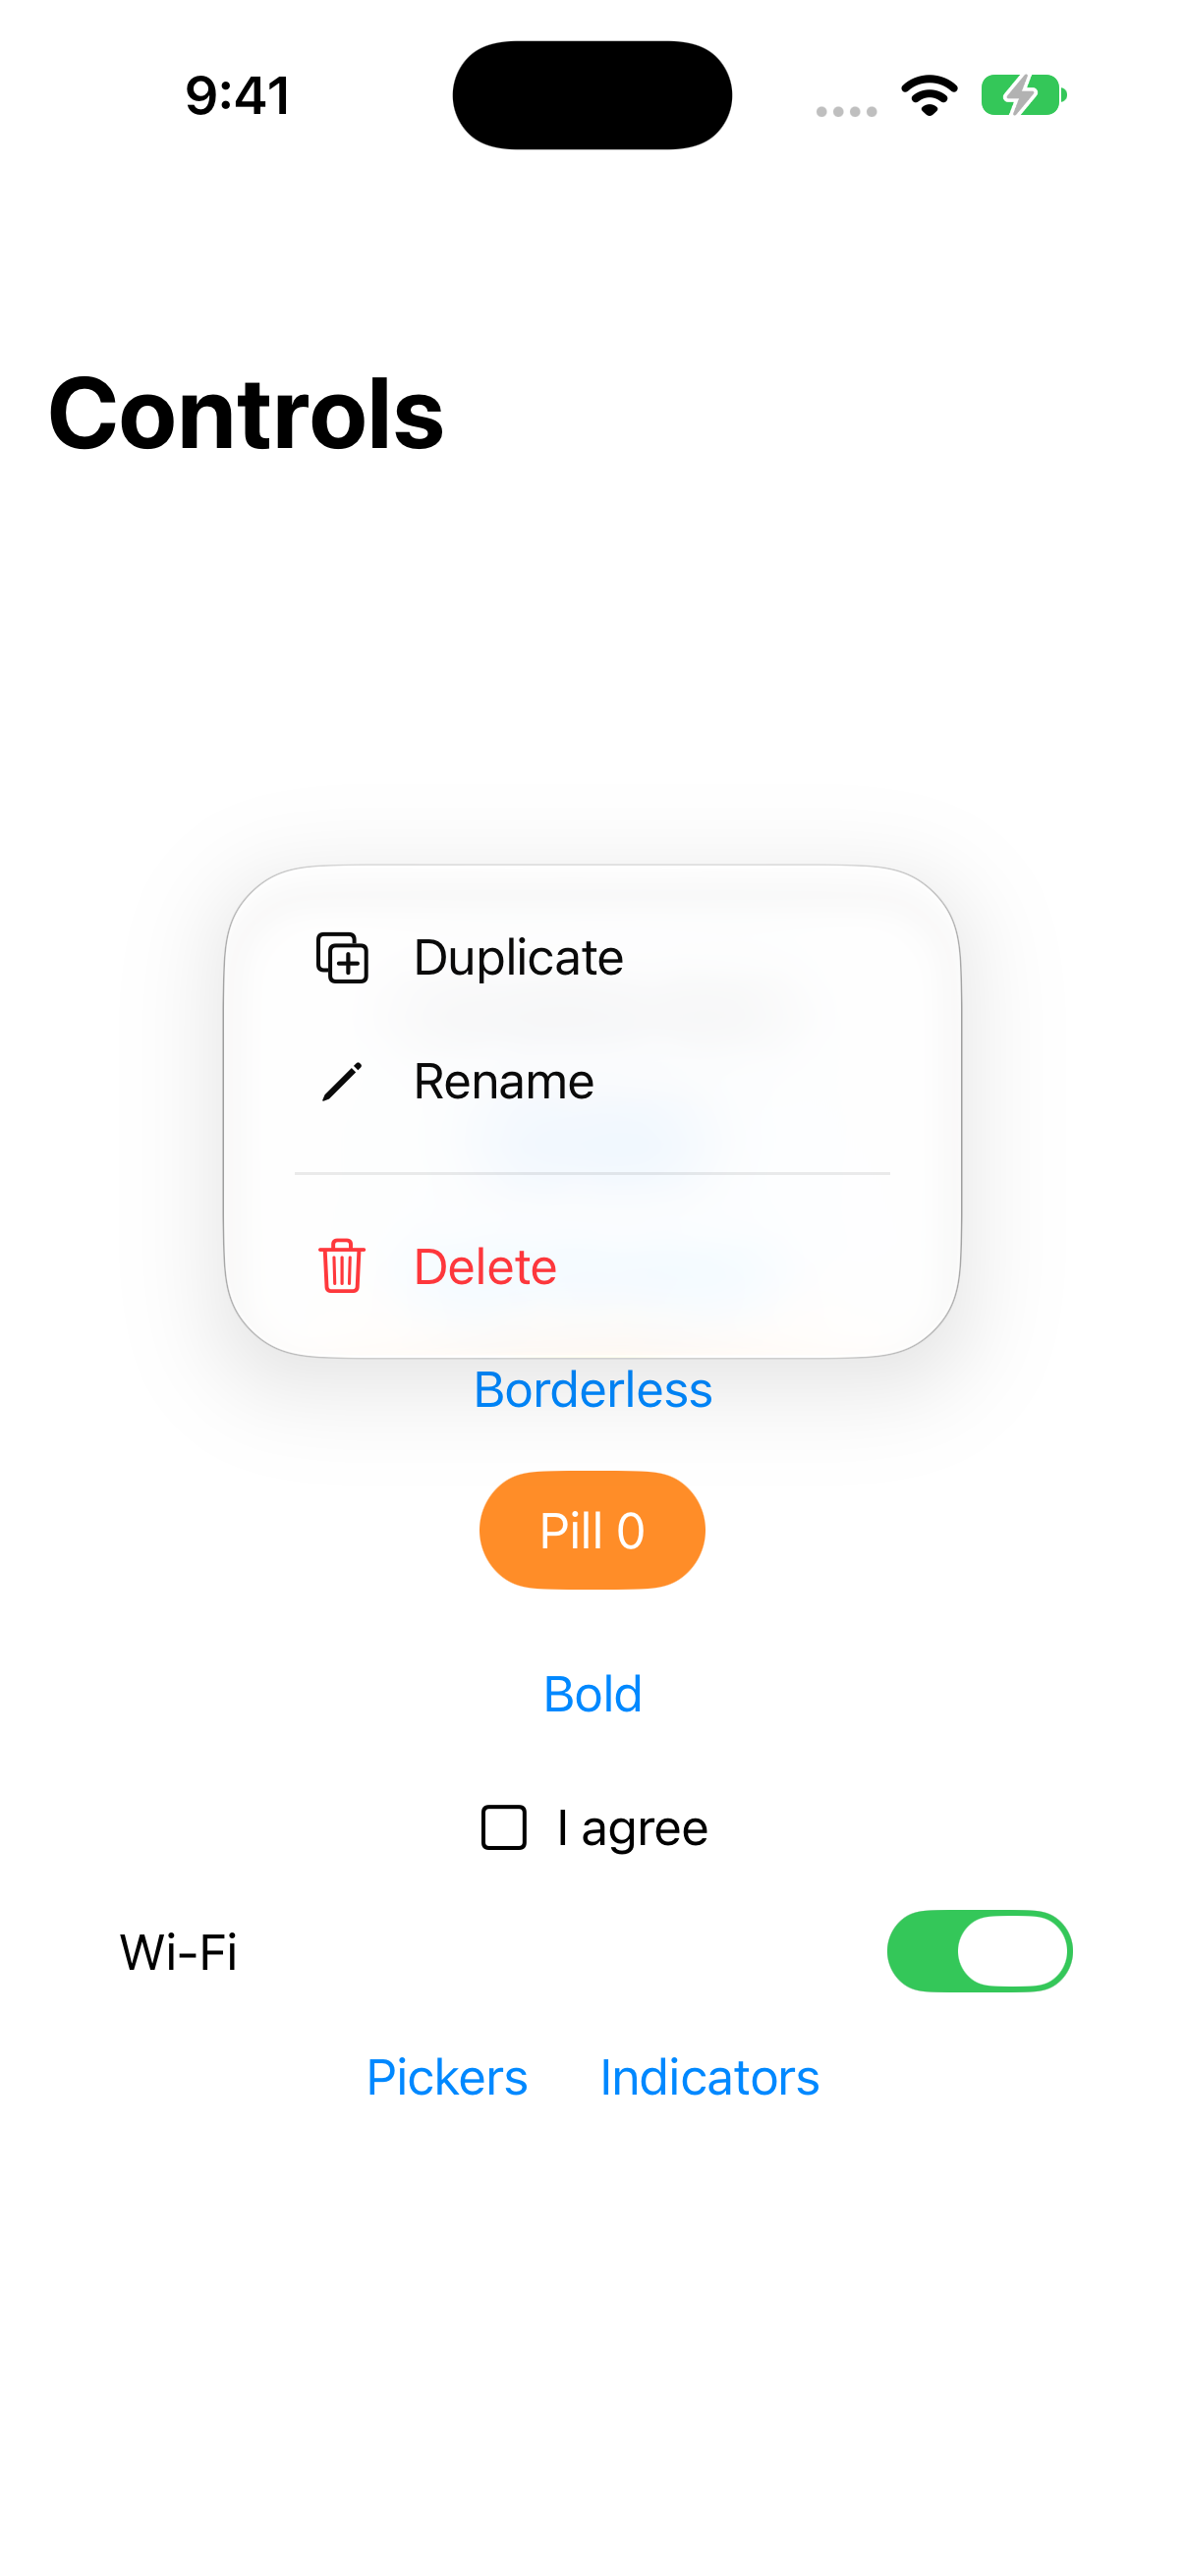 9:41
Controls
Duplicate
Rename
Delete
Borderless
Pill 0
Bold
I agree
Wi-Fi
Pickers Indicators